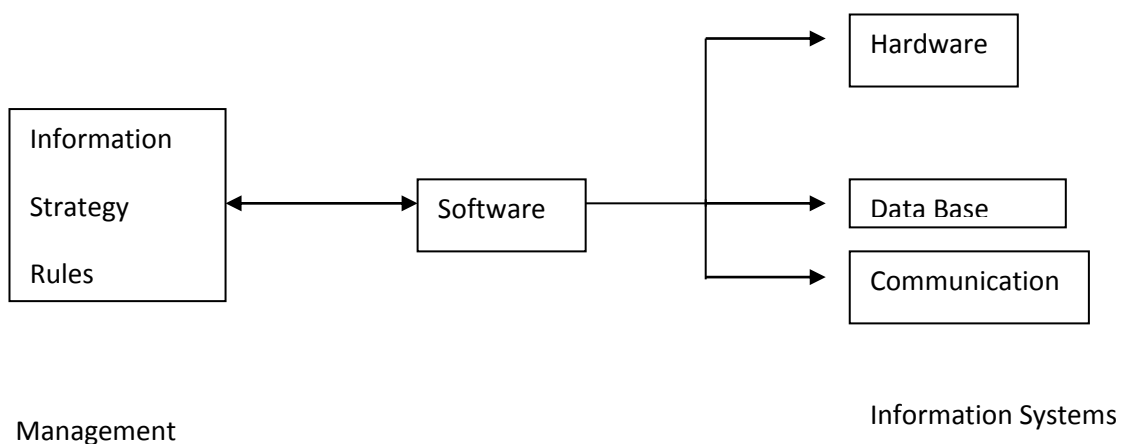 Hardware
Information
Strategy
Rules
Software
Data Base
Communication
Management
Information Systems